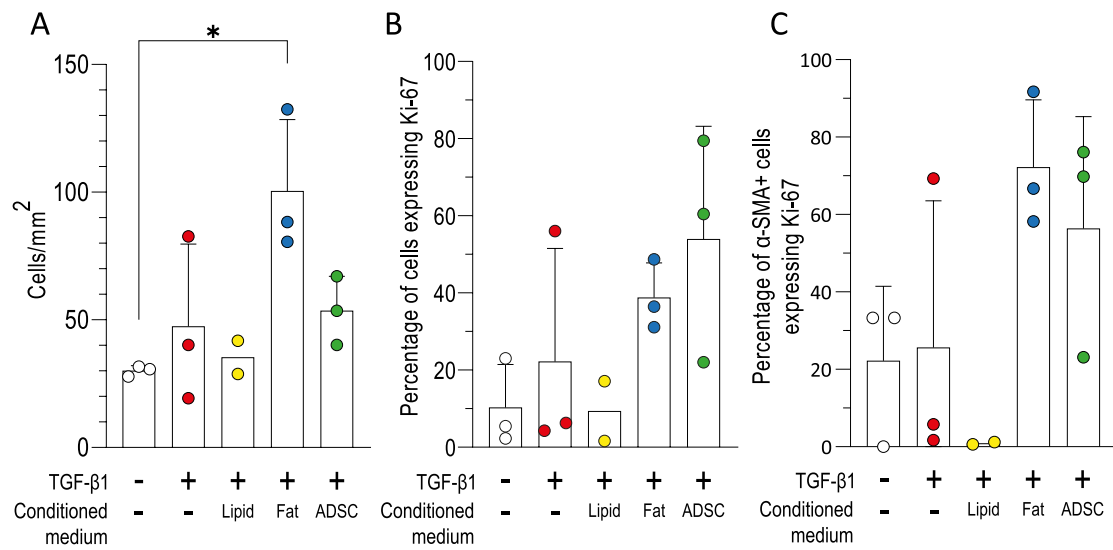 A
*
150
100
50
0
Cells/mm²
TGF-β1 - + + + +
Conditioned medium - - Lipid Fat ADSC
B
100
80
60
40
20
0
Percentage of cells expressing Ki-67
TGF-β1 - + + + +
Conditioned medium - - Lipid Fat ADSC
C
100
80
60
40
20
0
Percentage of α-SMA+ cells
expressing Ki-67
TGF-β1 - + + + +
Conditioned medium - - Lipid Fat ADSC